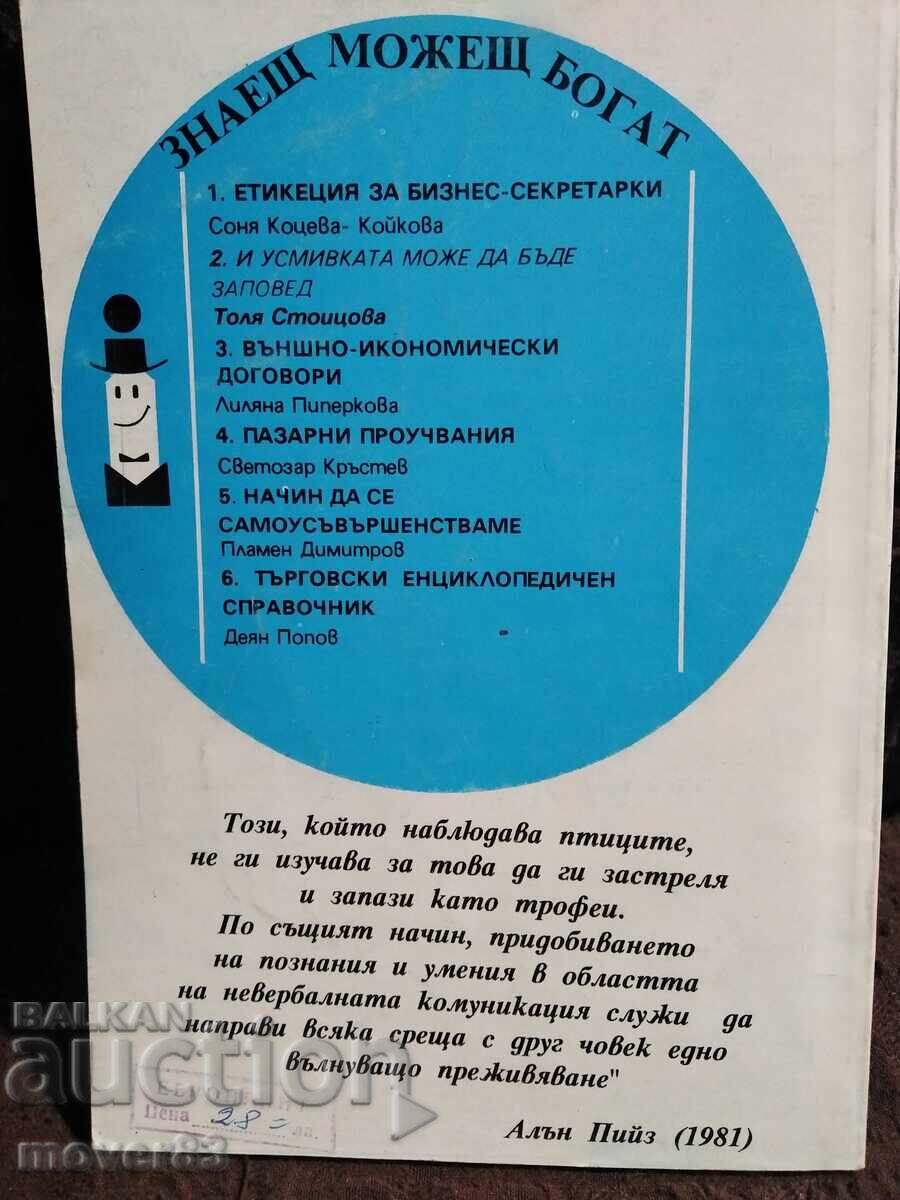 ЗНАЕЩ МОЖЕЩ БОГАТ
1. ЕТИКЕЦИЯ ЗА БИЗНЕС-СЕКРЕТАРКИ
Соня Коцева- Койкова
2. И УСМИВКАТА МОЖЕ ДА БЪДЕ
ЗАПОВЕД
Толя Стоицова
3. ВЪНШНО-ИКОНОМИЧЕСКИ
ДОГОВОРИ
Лиляна Пиперкова
4. ПАЗАРНИ ПРОУЧВАНИЯ
Светозар Кръстев
5. НАЧИН ДА СЕ
САМОУСЪВЪРШЕНСТВАМЕ
Пламен Димитров
6. ТЪРГОВСКИ ЕНЦИКЛОПЕДИЧЕН
СПРАВОЧНИК
Деян Попов
Този, който наблюдава птиците,
не ги изучава за това да ги застреля
и запази като трофеи.
По същият начин, придобиването
на познания и умения в областта
на невербалната комуникация служи да
направи всяка среща с друг човек едно
вълнуващо преживяване"
Алън Пийз (1981)
Цена 28= лв.
BALKAN
auction
mover83